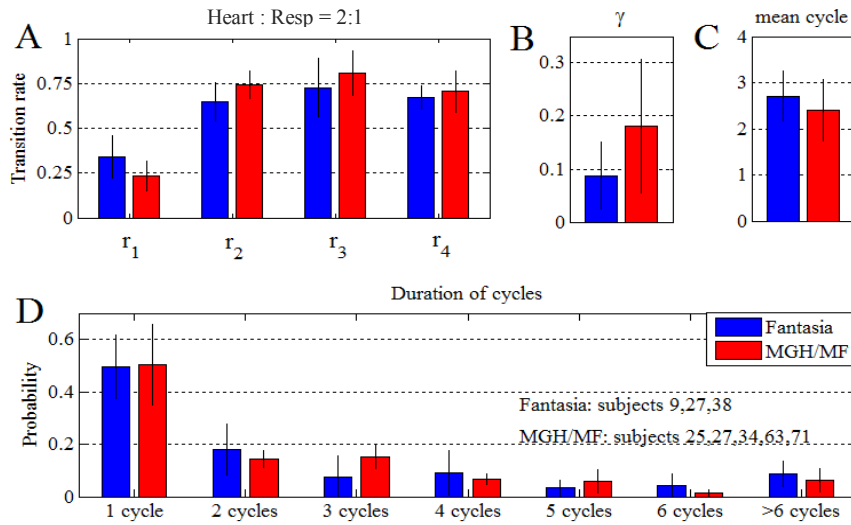 Heart : Resp = 2:1
A
Transition rate
1
0.75
0.5
0.25
0
r1 r2 r3 r4
B
γ
0.3
0.2
0.1
0
C
mean cycle
4
3
2
1
0
D
Duration of cycles
Probability
0.6
0.4
0.2
0
Fantasia
MGH/MF
Fantasia: subjects 9,27,38
MGH/MF: subjects 25,27,34,63,71
1 cycle 2 cycles 3 cycles 4 cycles 5 cycles 6 cycles >6 cycles